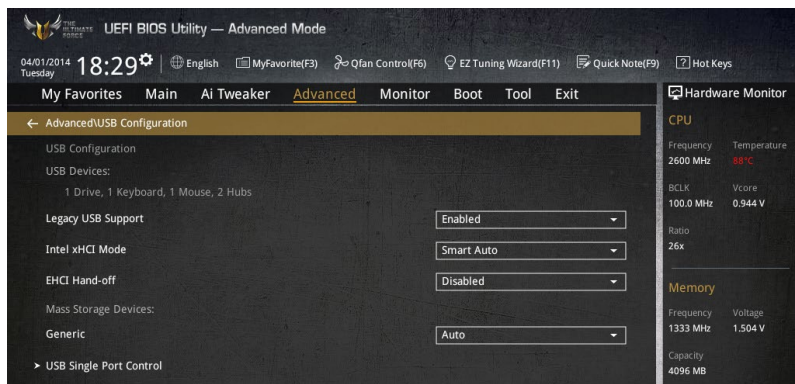 THE ULTIMATE FORCE
UEFI BIOS Utility — Advanced Mode
04/01/2014 Tuesday 18:29 English MyFavorite(F3) Qfan Control(F6) EZ Tuning Wizard(F11) Quick Note(F9) ? Hot Keys
My Favorites Main Ai Tweaker Advanced Monitor Boot Tool Exit
← Advanced\USB Configuration
USB Configuration
USB Devices:
1 Drive, 1 Keyboard, 1 Mouse, 2 Hubs
Legacy USB Support Enabled
Intel xHCI Mode Smart Auto
EHCI Hand-off Disabled
Mass Storage Devices:
Generic Auto
> USB Single Port Control
Hardware Monitor
CPU
Frequency Temperature
2600 MHz 88°C
BCLK Vcore
100.0 MHz 0.944 V
Ratio
26x
Memory
Frequency Voltage
1333 MHz 1.504 V
Capacity
4096 MB